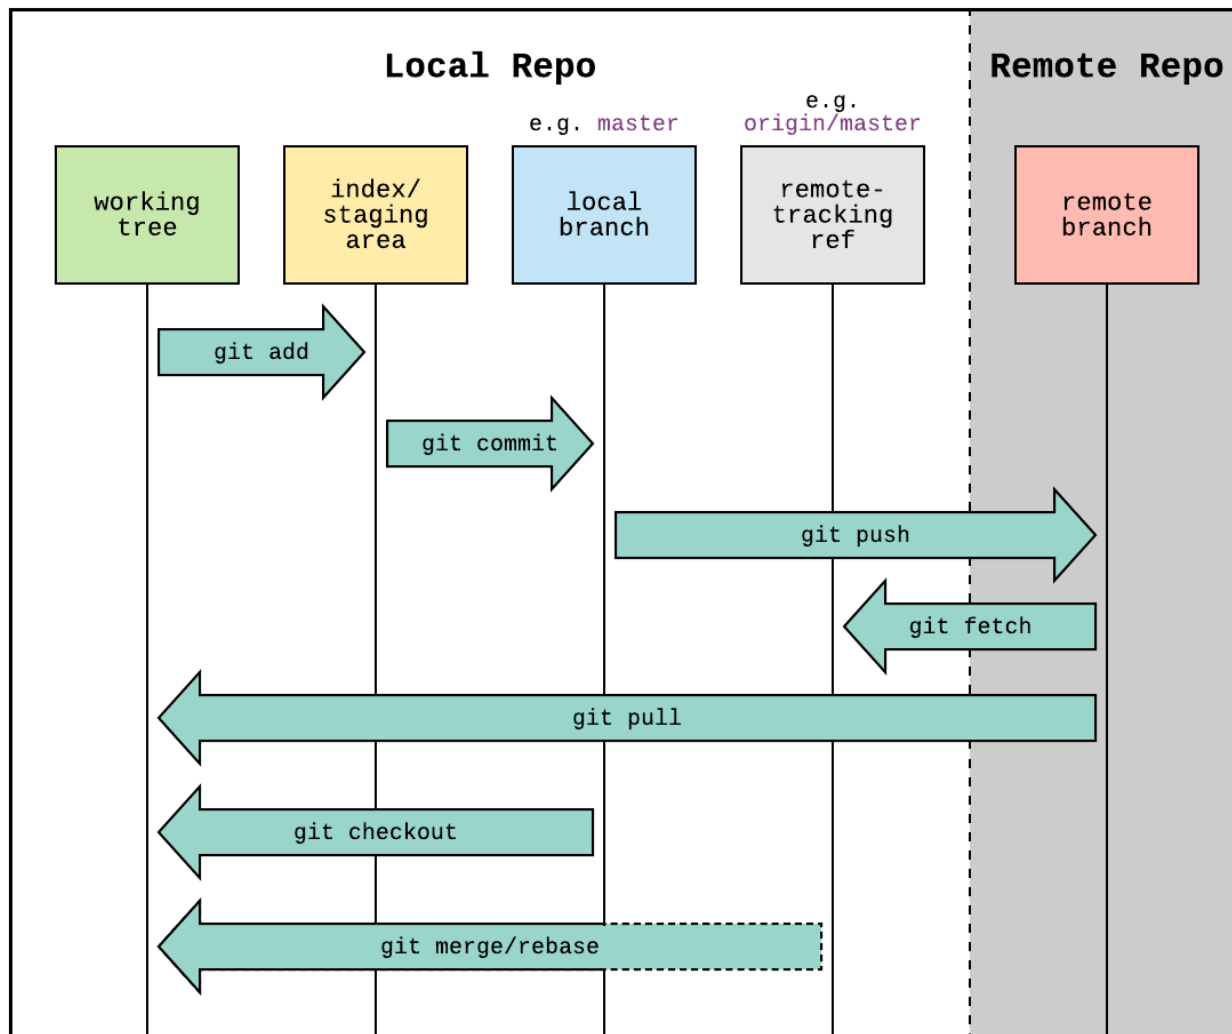 Local Repo
Remote Repo
e.g. master
e.g.
origin/master
working
tree
index/
staging
area
local
branch
remote-
tracking
ref
remote
branch
git add
git commit
git push
git fetch
git pull
git checkout
git merge/rebase